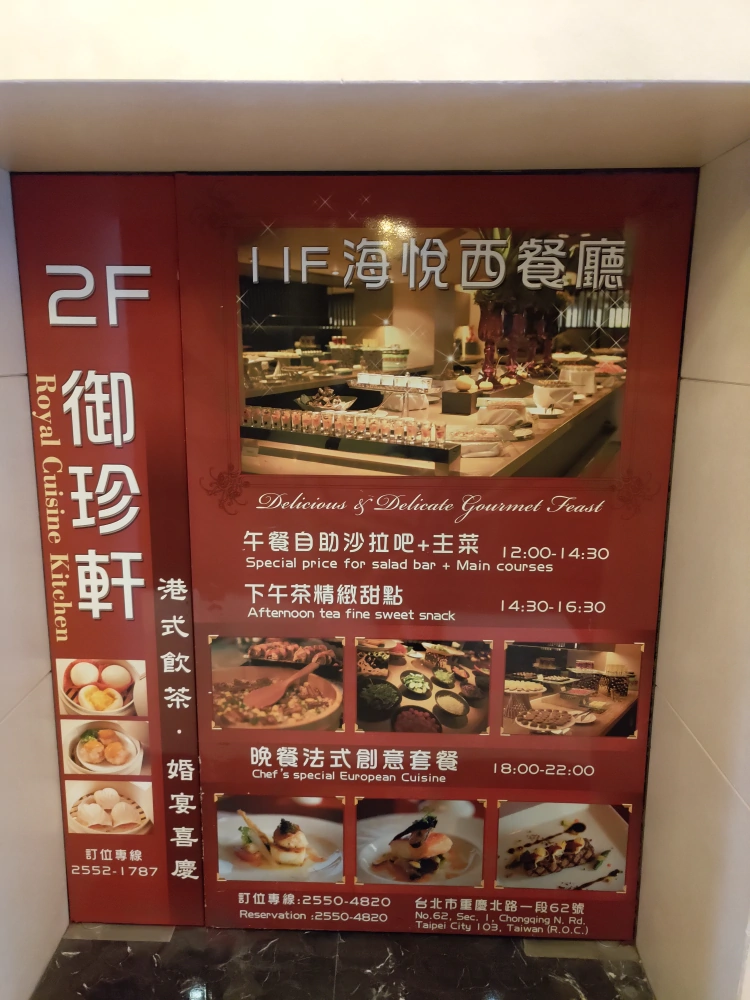 2F
御珍軒
Royal Cuisine Kitchen
港式飲茶・婚宴喜慶
訂位專線
2552-1787
11F海悅西餐廳
Delicious & Delicate Gourmet Feast
午餐自助沙拉吧+主菜 12:00-14:30
Special price for salad bar + Main courses
下午茶精緻甜點 14:30-16:30
Afternoon tea fine sweet snack
晚餐法式創意套餐 18:00-22:00
Chef's special European Cuisine
訂位專線:2550-4820
Reservation :2550-4820
台北市重慶北路一段62號
No.62, Sec. 1, Chongqing N. Rd.
Taipei City 103, Taiwan (R.O.C.)